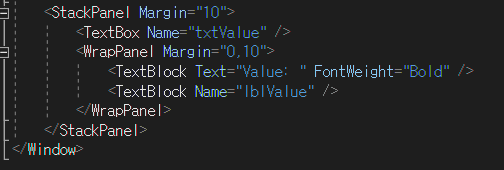 <StackPanel Margin="10">
<TextBox Name="txtValue" />
<WrapPanel Margin="0,10">
<TextBlock Text="Value: " FontWeight="Bold" />
<TextBlock Name="lblValue" />
</WrapPanel>
</StackPanel>
</Window>